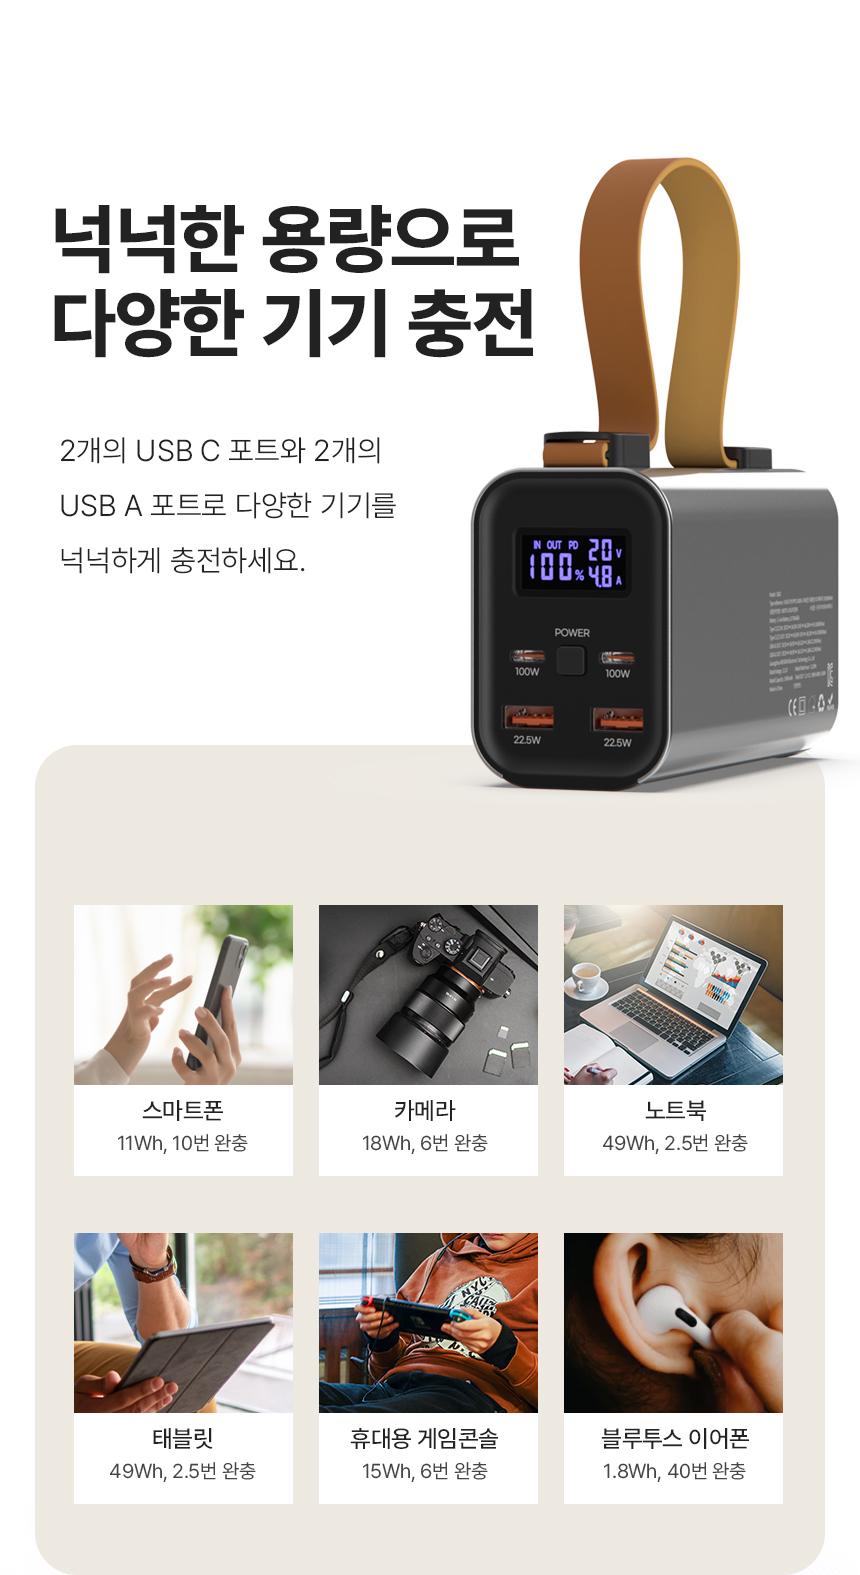 넉넉한 용량으로
다양한 기기 충전
2개의 USB C 포트와 2개의
USB A 포트로 다양한 기기를
넉넉하게 충전하세요.
IN OUT PD 20 V
100% 4.8 A
POWER
100W
100W
22.5W
22.5W
스마트폰
11Wh, 10번 완충
카메라
18Wh, 6번 완충
노트북
49Wh, 2.5번 완충
태블릿
49Wh, 2.5번 완충
휴대용 게임콘솔
15Wh, 6번 완충
블루투스 이어폰
1.8Wh, 40번 완충